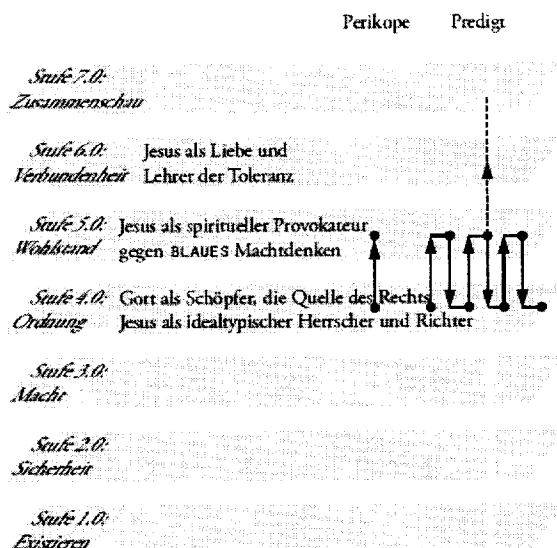 Perikope Predigt
Stufe 7.0:
Zusammenschau
Stufe 6.0: Jesus als Liebe und
Verbundenheit Lehrer der Toleranz
Stufe 5.0: Jesus als spiritueller Provokateur
Wohlstand gegen BLAUES Machtdenken
Stufe 4.0: Gott als Schöpfer, die Quelle des Rechts,
Ordnung Jesus als idealtypischer Herrscher und Richter
Stufe 3.0:
Macht
Stufe 2.0:
Sicherheit
Stufe 1.0:
Existieren